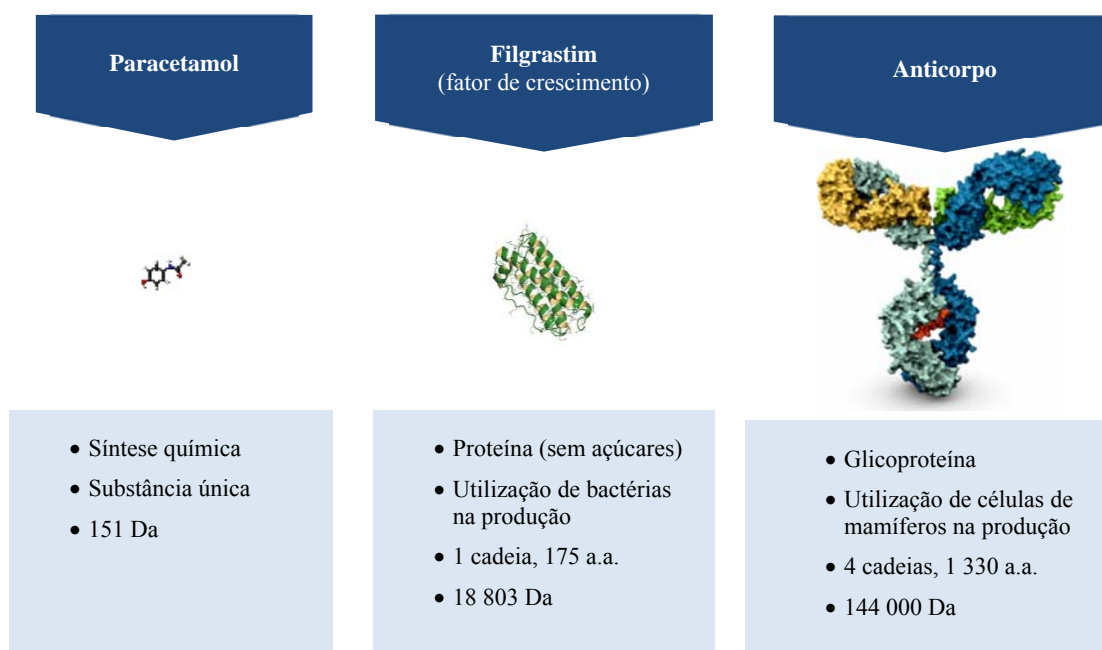 Paracetamol
Filgrastim
(fator de crescimento)
Anticorpo
• Síntese química
• Substância única
• 151 Da
• Proteína (sem açúcares)
• Utilização de bactérias
na produção
• 1 cadeia, 175 a.a.
• 18 803 Da
• Glicoproteína
• Utilização de células de
mamíferos na produção
• 4 cadeias, 1 330 a.a.
• 144 000 Da